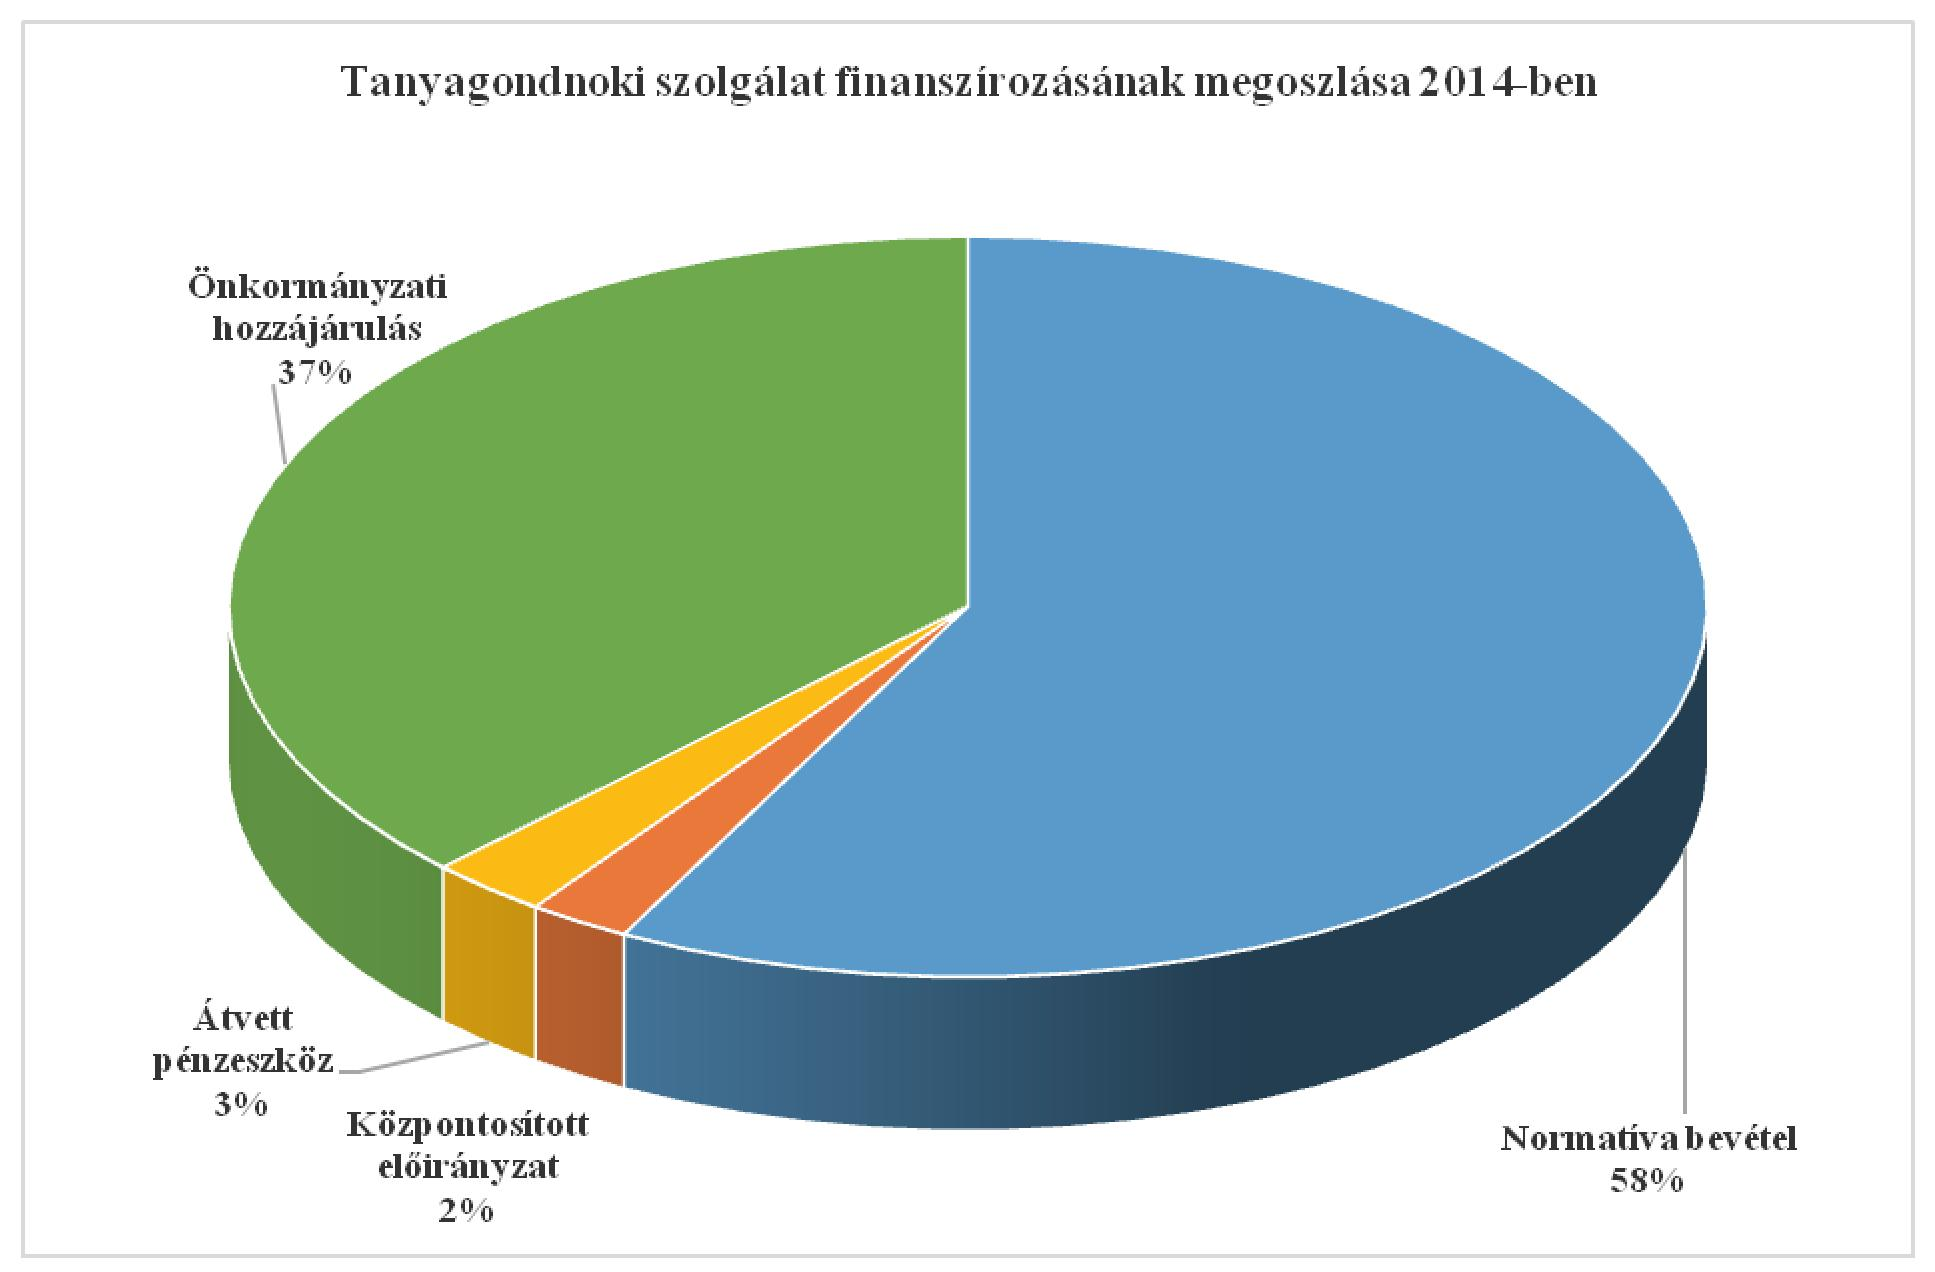 Tanyagondnoki szolgálat finanszírozásának megoszlása 2014-ben
Önkormányzati
hozzájárulás
37%
Átvett
pénzeszköz
3%
Központosított
előirányzat
2%
Normatíva bevétel
58%